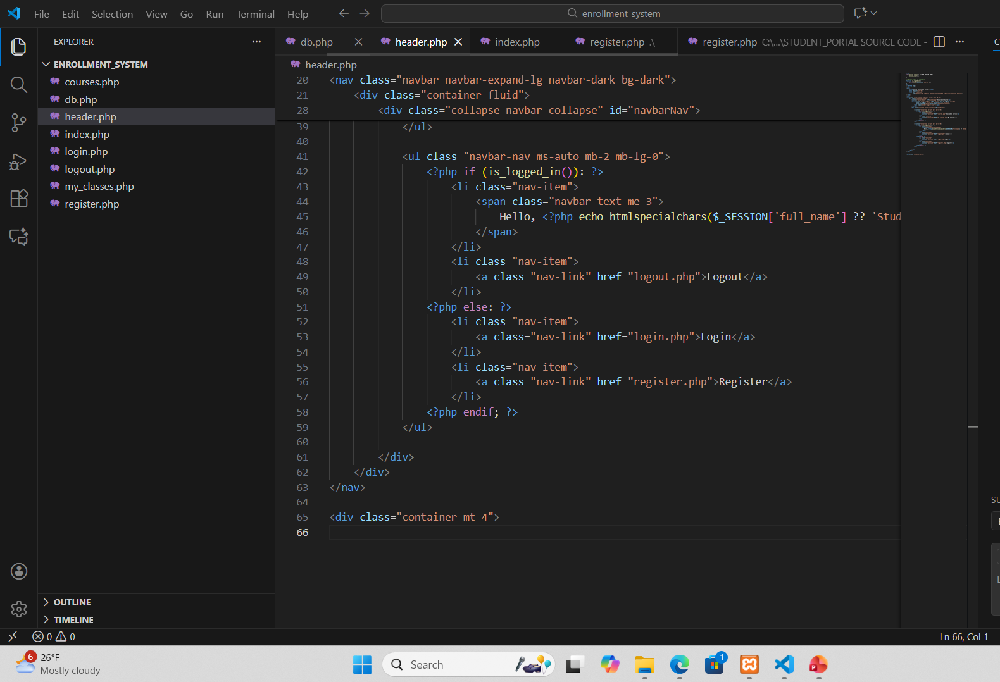 File Edit Selection View Go Run Terminal Help
enrollment_system
EXPLORER
ENROLLMENT_SYSTEM
courses.php
db.php
header.php
index.php
login.php
logout.php
my_classes.php
register.php
OUTLINE
TIMELINE
db.php
header.php
index.php
register.php .\
register.php C:\...\STUDENT_PORTAL SOURCE CODE -
header.php
20 <nav class="navbar navbar-expand-lg navbar-dark bg-dark">
21 <div class="container-fluid">
28 <div class="collapse navbar-collapse" id="navbarNav">
39 </ul>
40
41 <ul class="navbar-nav ms-auto mb-2 mb-lg-0">
42 <?php if (is_logged_in()): ?>
43 <li class="nav-item">
44 <span class="navbar-text me-3">
45 Hello, <?php echo htmlspecialchars($_SESSION['full_name'] ?? 'Stud
46 </span>
47 </li>
48 <li class="nav-item">
49 <a class="nav-link" href="logout.php">Logout</a>
50 </li>
51 <?php else: ?>
52 <li class="nav-item">
53 <a class="nav-link" href="login.php">Login</a>
54 </li>
55 <li class="nav-item">
56 <a class="nav-link" href="register.php">Register</a>
57 </li>
58 <?php endif; ?>
59 </ul>
60
61 </div>
62 </div>
63 </nav>
64
65 <div class="container mt-4">
66
0 0
Ln 66, Col 1
6
26°F
Mostly cloudy
Search
1